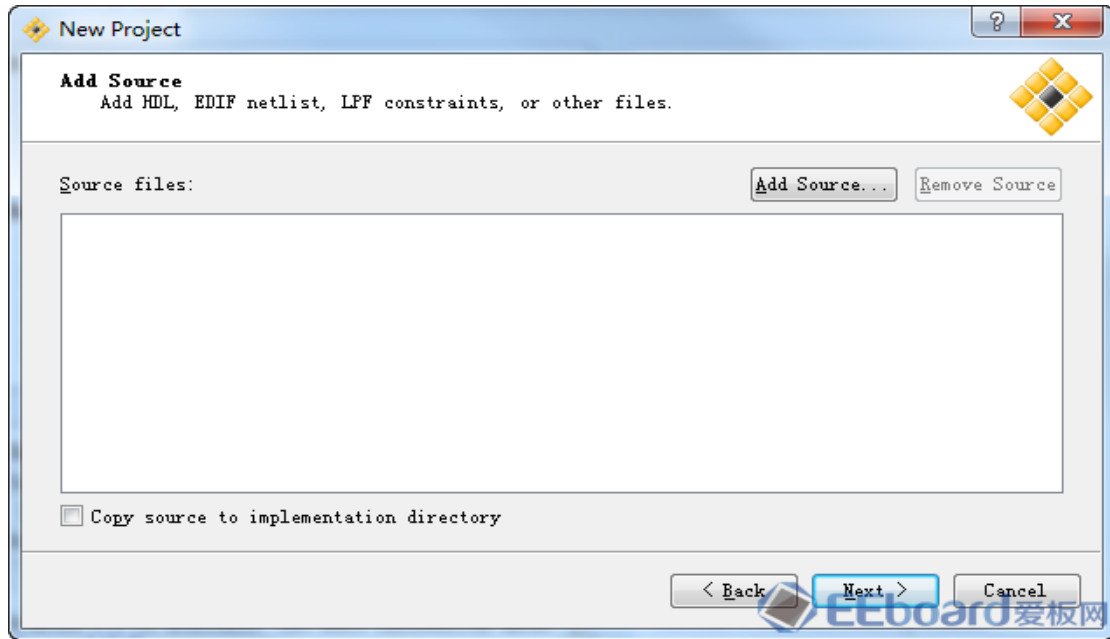 New Project
Add Source
Add HDL, EDIF netlist, LPF constraints, or other files.
Source files:
Add Source...
Remove Source
Copy source to implementation directory
< Back
Next >
Cancel
EEboard爱板网